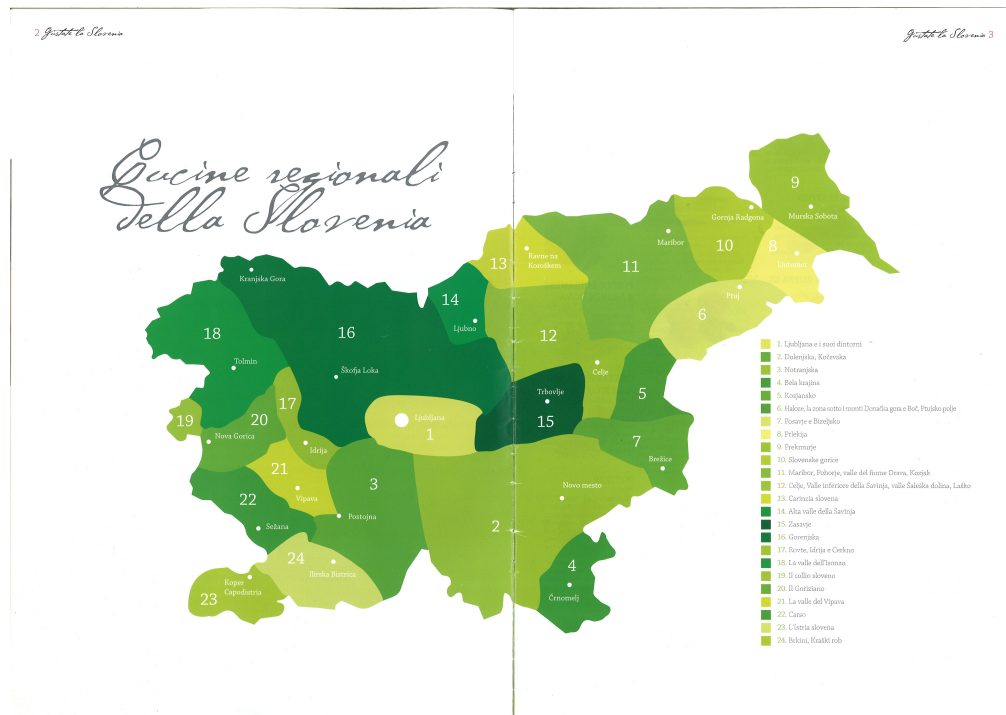 2 Gustate la Slovenia
Gustate la Slovenia 3
Cucine regionali
della Slovenia
9
Murska Sobota
Gornja Radgona
10
8
Ljutomer
Maribor
11
13
Ravne na
Koroškem
Ptuj
6
Kranjska Gora
14
Ljubno
18
16
12
Tolmin
Škofja Loka
Celje
Trbovlje
5
15
17
19
20
Nova Gorica
Idrija
Ljubljana
1
7
Brežice
21
Vipava
3
Novo mesto
22
Sežana
Postojna
2
24
Ilirska Bistrica
4
Črnomelj
Koper
Capodistria
23
1. Ljubljana e i suoi dintorni
2. Dolenjska, Kočevska
3. Notranjska
4. Bela krajina
5. Kozjansko
6. Haloze, la zona sotto i monti Donačka gora e Boč, Ptujsko polje
7. Posavje e Bizeljsko
8. Prlekija
9. Prekmurje
10. Slovenske gorice
11. Maribor, Pohorje, valle del fiume Drava, Kozjak
12. Celje, Valle inferiore della Savinja, valle Šaleška dolina, Laško
13. Carinzia slovena
14. Alta valle della Savinja
15. Zasavje
16. Gorenjska
17. Rovte, Idrija e Cerkno
18. La valle dell'Isonzo
19. Il collio sloveno
20. Il Goriziano
21. La valle del Vipava
22. Carso
23. L'Istria slovena
24. Brkini, Kraški rob